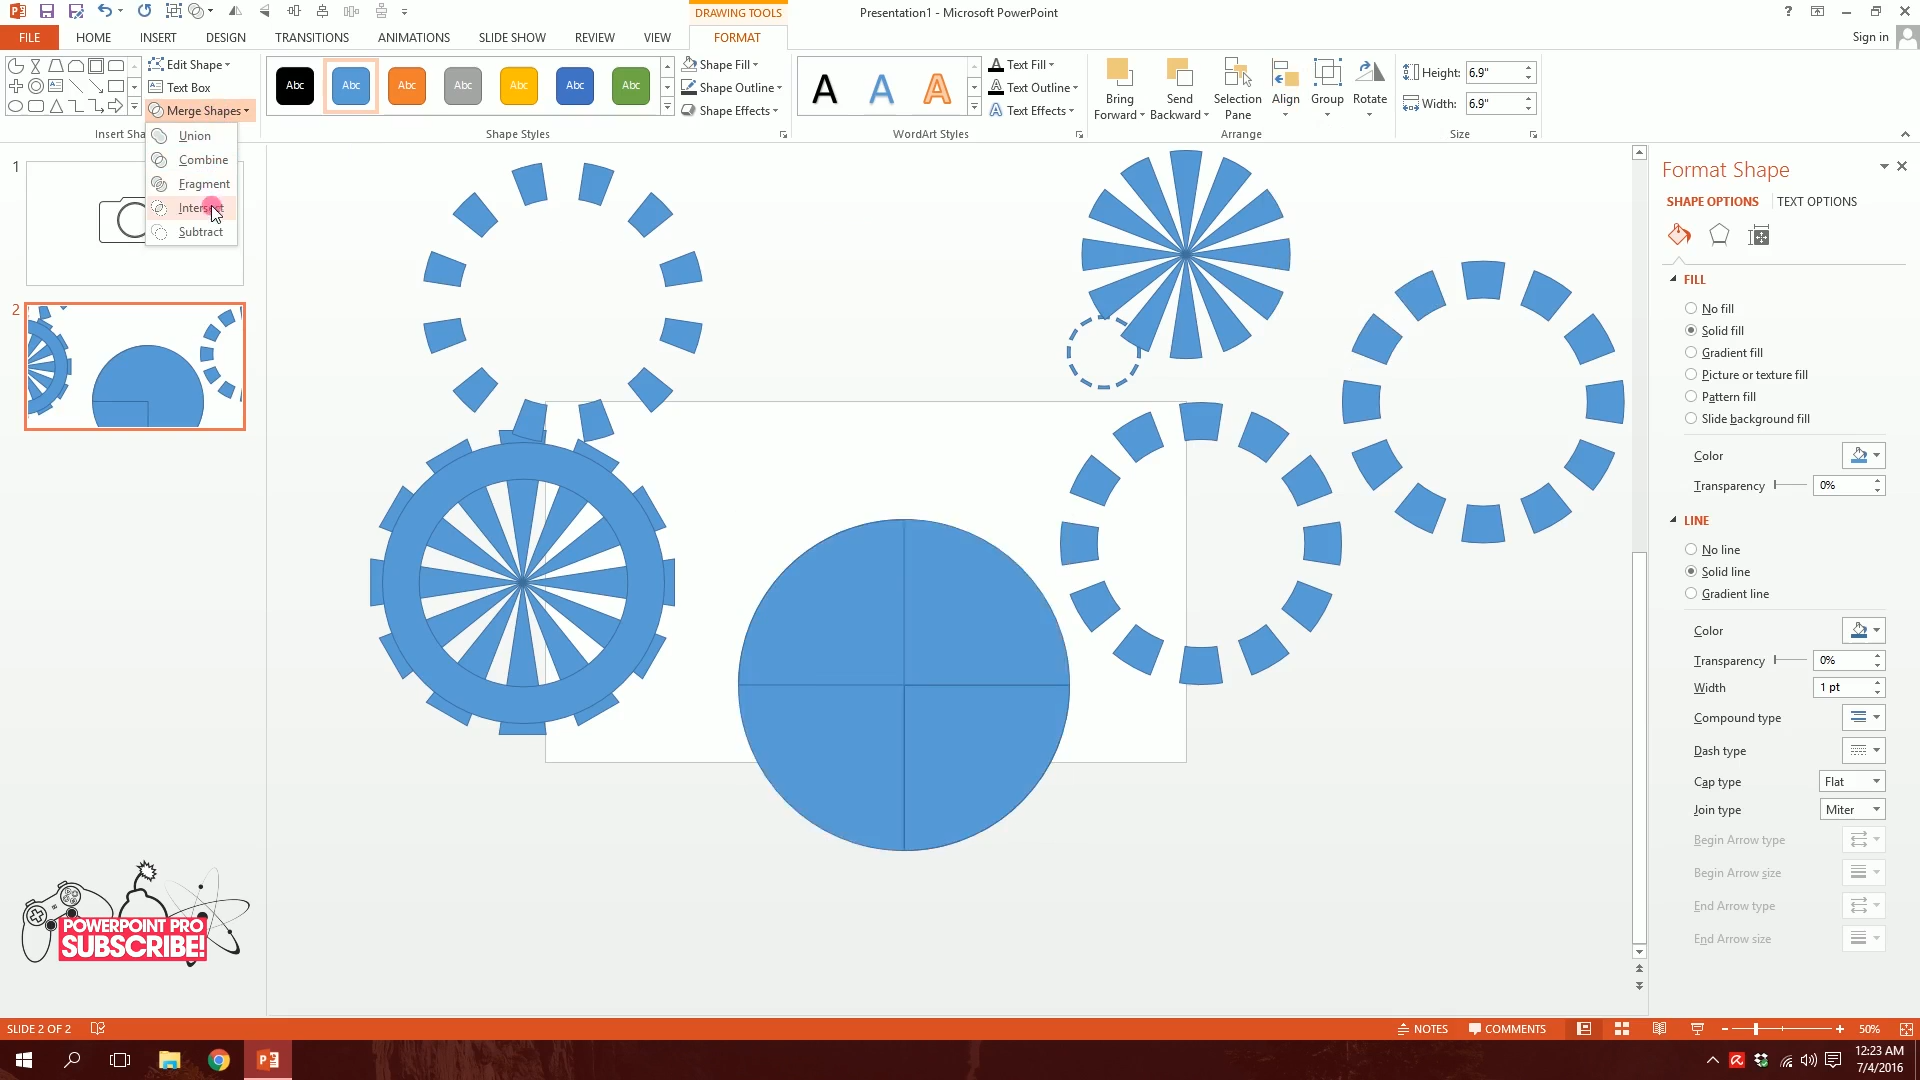 DRAWING TOOLS
Presentation1 - Microsoft PowerPoint
?
FILE
HOME
INSERT
DESIGN
TRANSITIONS
ANIMATIONS
SLIDE SHOW
REVIEW
VIEW
FORMAT
Sign in
Edit Shape
Text Box
Merge Shapes
Insert Sha
Union
Combine
Fragment
Subtract
Abc
Abc
Abc
Abc
Abc
Abc
Abc
Shape Fill
Shape Outline
Shape Effects
Shape Styles
A
A
A
Text Fill
Text Outline
Text Effects
WordArt Styles
Bring
Forward
Send
Backward
Selection
Pane
Align
Group
Rotate
Arrange
Height: 6.9"
Width: 6.9"
Size
1
2
Format Shape
SHAPE OPTIONS
TEXT OPTIONS
FILL
No fill
Solid fill
Gradient fill
Picture or texture fill
Pattern fill
Slide background fill
Color
Transparency 0%
LINE
No line
Solid line
Gradient line
Color
Transparency 0%
Width 1 pt
Compound type
Dash type
Cap type Flat
Join type Miter
Begin Arrow type
Begin Arrow size
End Arrow type
End Arrow size
POWERPOINT PRO
SUBSCRIBE!
SLIDE 2 OF 2
NOTES
COMMENTS
50%
12:23 AM
7/4/2016